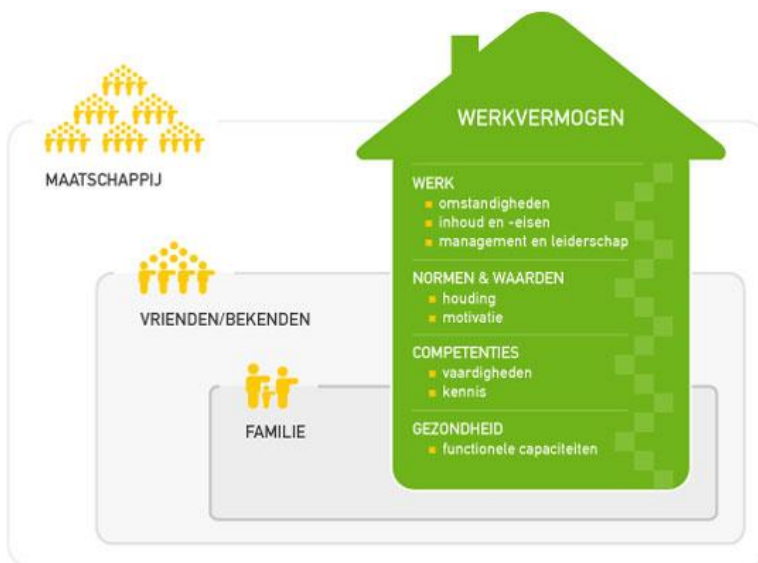 WERKVERMOGEN
MAATSCHAPPIJ
WERK
omstandigheden
inhoud en -eisen
management en leiderschap
NORMEN & WAARDEN
houding
motivatie
VRIENDEN/BEKENDEN
COMPETENTIES
vaardigheden
kennis
FAMILIE
GEZONDHEID
functionele capaciteiten